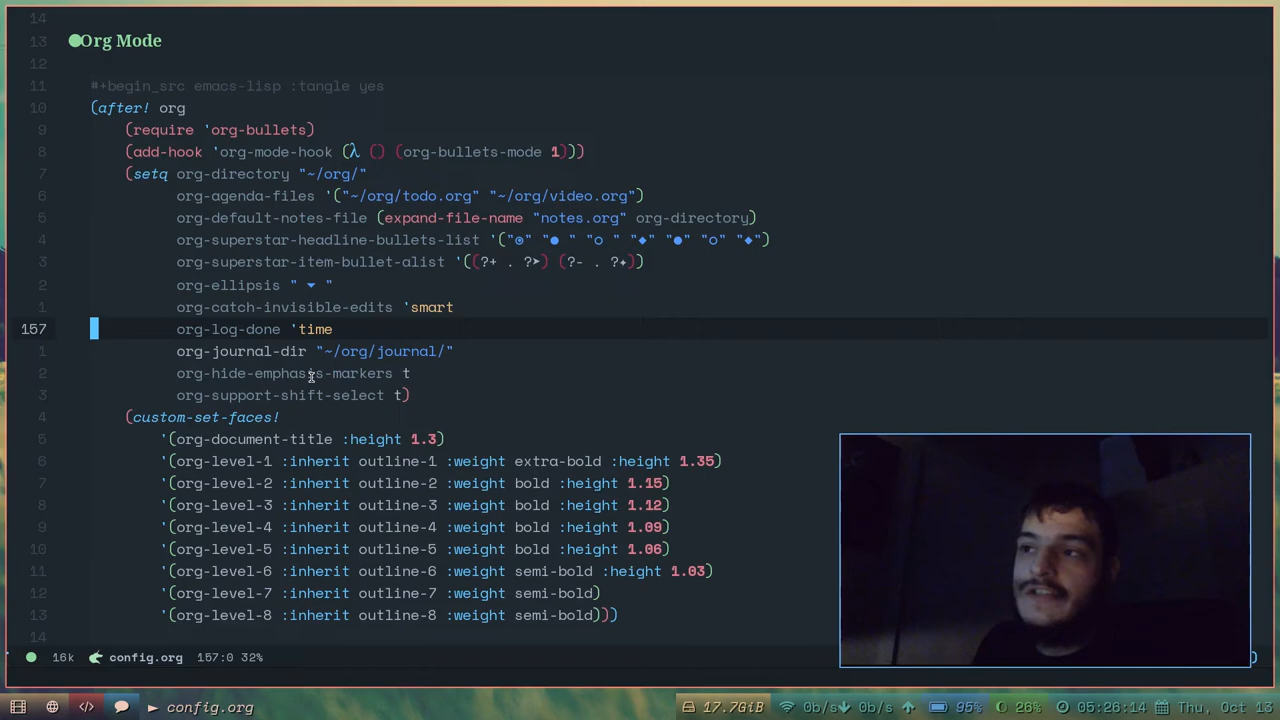 14
13 Org Mode
12
11 #+begin_src emacs-lisp :tangle yes
10 (after! org
9 (require 'org-bullets)
8 (add-hook 'org-mode-hook (λ () (org-bullets-mode 1)))
7 (setq org-directory "~/org/"
6 org-agenda-files '("~/org/todo.org" "~/org/video.org")
5 org-default-notes-file (expand-file-name "notes.org" org-directory)
4 org-superstar-headline-bullets-list '("◉" "● " "○ " "◆" "●" "○" "◆")
3 org-superstar-item-bullet-alist '((?+ . ?➤) (?- . ?✦))
2 org-ellipsis " ▾ "
1 org-catch-invisible-edits 'smart
157 org-log-done 'time
1 org-journal-dir "~/org/journal/"
2 org-hide-emphasis-markers t
3 org-support-shift-select t)
4 (custom-set-faces!
5 '(org-document-title :height 1.3)
6 '(org-level-1 :inherit outline-1 :weight extra-bold :height 1.35)
7 '(org-level-2 :inherit outline-2 :weight bold :height 1.15)
8 '(org-level-3 :inherit outline-3 :weight bold :height 1.12)
9 '(org-level-4 :inherit outline-4 :weight bold :height 1.09)
10 '(org-level-5 :inherit outline-5 :weight bold :height 1.06)
11 '(org-level-6 :inherit outline-6 :weight semi-bold :height 1.03)
12 '(org-level-7 :inherit outline-7 :weight semi-bold)
13 '(org-level-8 :inherit outline-8 :weight semi-bold)))
14
16k config.org 157:0 32%
► config.org 17.7GiB 0b/s 0b/s 95% 26% 05:26:14 Thu, Oct 13